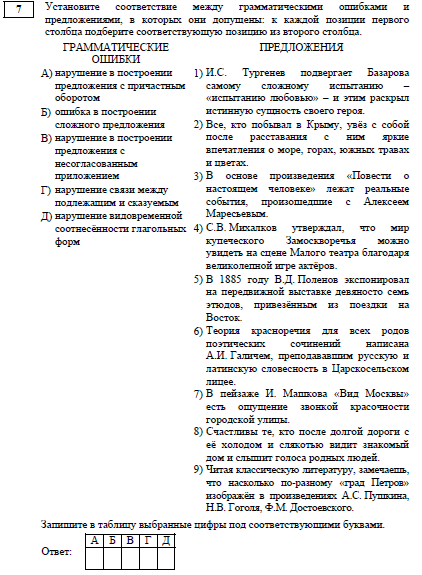 7
Установите соответствие между грамматическими ошибками и
предложениями, в которых они допущены: к каждой позиции первого
столбца подберите соответствующую позицию из второго столбца.
ГРАММАТИЧЕСКИЕ
ОШИБКИ
А) нарушение в построении
предложения с причастным
оборотом
Б) ошибка в построении
сложного предложения
В) нарушение в построении
предложения с
несогласованным
приложением
Г) нарушение связи между
подлежащим и сказуемым
Д) нарушение видовременной
соотнесённости глагольных
форм
ПРЕДЛОЖЕНИЯ
1) И.С. Тургенев подвергает Базарова
самому сложному испытанию –
«испытанию любовью» – и этим раскрыл
истинную сущность своего героя.
2) Все, кто побывал в Крыму, увёз с собой
после расставания с ним яркие
впечатления о море, горах, южных травах
и цветах.
3) В основе произведения «Повести о
настоящем человеке» лежат реальные
события, произошедшие с Алексеем
Маресьевым.
4) С.В. Михалков утверждал, что мир
купеческого Замоскворечья можно
увидеть на сцене Малого театра благодаря
великолепной игре актёров.
5) В 1885 году В.Д. Поленов экспонировал
на передвижной выставке девяносто семь
этюдов, привезённым из поездки на
Восток.
6) Теория красноречия для всех родов
поэтических сочинений написана
А.И. Галичем, преподававшим русскую и
латинскую словесность в Царскосельском
лицее.
7) В пейзаже И. Машкова «Вид Москвы»
есть ощущение звонкой красочности
городской улицы.
8) Счастливы те, кто после долгой дороги с
её холодом и слякотью видит знакомый
дом и слышит голоса родных людей.
9) Читая классическую литературу, замечаешь,
что насколько по-разному «град Петров»
изображён в произведениях А.С. Пушкина,
Н.В. Гоголя, Ф.М. Достоевского.
Запишите в таблицу выбранные цифры под соответствующими буквами.
А Б В Г Д
Ответ: